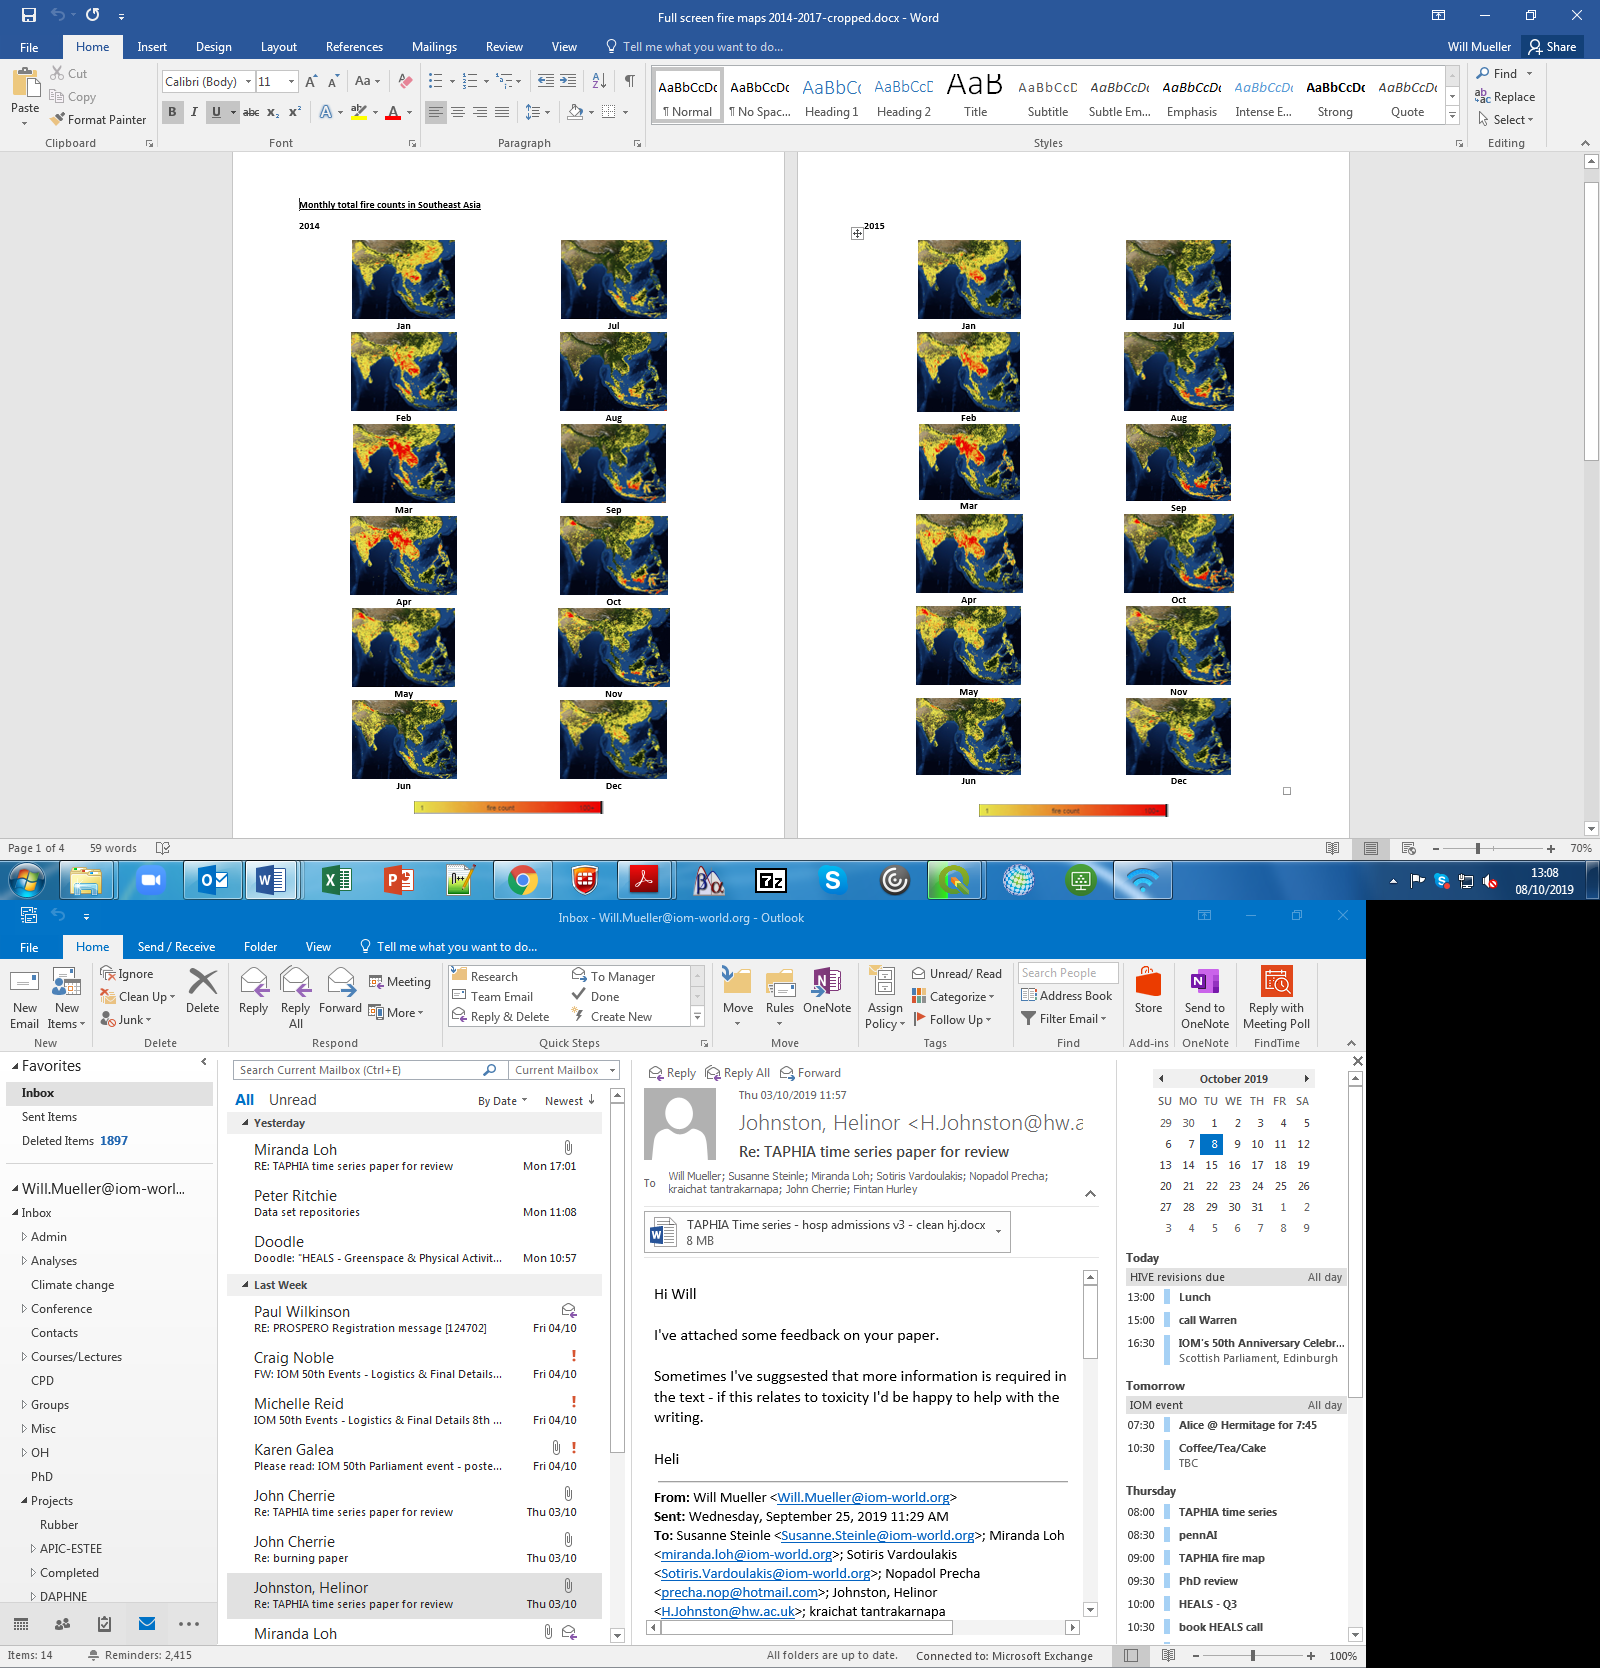 Full screen fire maps 2014-2017-cropped.docx - Word
File Home Insert Design Layout References Mailings Review View Tell me what you want to do... Will Mueller Share
Paste
Cut
Copy
Format Painter
Clipboard
Calibri (Body) 11
Font
Paragraph
AaBbCcDc AaBbCcDc AaBbCc AaBbCcD AaB AaBbCcD AaBbCcDc AaBbCcDc AaBbCcDc AaBbCcDc AaBbCcDc
¶ Normal ¶ No Spac... Heading 1 Heading 2 Title Subtitle Subtle Em... Emphasis Intense E... Strong Quote
Styles
Find
Replace
Select
Editing
Monthly total fire counts in Southeast Asia
2014
Jan Jul
Feb Aug
Mar Sep
Apr Oct
May Nov
Jun Dec
1 fire count
2015
Jan Jul
Feb Aug
Mar Sep
Apr Oct
May Nov
Jun Dec
1 fire count
Page 1 of 4 59 words 70%
13:08
08/10/2019
Inbox - Will.Mueller@iom-world.org - Outlook
File Home Send / Receive Folder View Tell me what you want to do...
New Email
New Items
New
Ignore
Clean Up
Junk
Delete
Delete
Reply
Reply All
Forward
Meeting
More
Respond
Research
Team Email
Reply & Delete
To Manager
Done
Create New
Quick Steps
Move
Rules
OneNote
Move
Assign Policy
Unread/ Read
Categorize
Follow Up
Tags
Search People
Address Book
Filter Email
Find
Store
Add-ins
Send to OneNote
OneNote
Reply with Meeting Poll
FindTime
Favorites
Inbox
Sent Items
Deleted Items 1897
Will.Mueller@iom-worl...
Inbox
Admin
Analyses
Climate change
Conference
Contacts
Courses/Lectures
CPD
Groups
Misc
OH
PhD
Projects
Rubber
APIC-ESTEE
Completed
DAPHNE
Search Current Mailbox (Ctrl+E) Current Mailbox
All Unread By Date Newest
Yesterday
Miranda Loh
RE: TAPHIA time series paper for review Mon 17:01
Peter Ritchie
Data set repositories Mon 11:08
Doodle
Doodle: "HEALS - Greenspace & Physical Activit... Mon 10:57
Last Week
Paul Wilkinson
RE: PROSPERO Registration message [124702] Fri 04/10
Craig Noble
FW: IOM 50th Events - Logistics & Final Details... Fri 04/10
Michelle Reid
IOM 50th Events - Logistics & Final Details 8th ... Fri 04/10
Karen Galea
Please read: IOM 50th Parliament event - poste... Fri 04/10
John Cherrie
Re: TAPHIA time series paper for review Thu 03/10
John Cherrie
Re: burning paper Thu 03/10
Johnston, Helinor
Re: TAPHIA time series paper for review Thu 03/10
Miranda Loh
Reply Reply All Forward
Thu 03/10/2019 11:57
Johnston, Helinor <H.Johnston@hw.a
Re: TAPHIA time series paper for review
To Will Mueller; Susanne Steinle; Miranda Loh; Sotiris Vardoulakis; Nopadol Precha;
kraichat tantrakarnapa; John Cherrie; Fintan Hurley
TAPHIA Time series - hosp admissions v3 - clean hj.docx
8 MB
Hi Will
I've attached some feedback on your paper.
Sometimes I've suggsested that more information is required in
the text - if this relates to toxicity I'd be happy to help with the
writing.
Heli
From: Will Mueller <Will.Mueller@iom-world.org>
Sent: Wednesday, September 25, 2019 11:29 AM
To: Susanne Steinle <Susanne.Steinle@iom-world.org>; Miranda Loh
<miranda.loh@iom-world.org>; Sotiris Vardoulakis
<Sotiris.Vardoulakis@iom-world.org>; Nopadol Precha
<precha.nop@hotmail.com>; Johnston, Helinor
<H.Johnston@hw.ac.uk>; kraichat tantrakarnapa
October 2019
SU MO TU WE TH FR SA
29 30 1 2 3 4 5
6 7 8 9 10 11 12
13 14 15 16 17 18 19
20 21 22 23 24 25 26
27 28 29 30 31 1 2
3 4 5 6 7 8 9
Today
HIVE revisions due All day
13:00 Lunch
15:00 call Warren
16:30 IOM's 50th Anniversary Celebr...
Scottish Parliament, Edinburgh
Tomorrow
IOM event All day
07:30 Alice @ Hermitage for 7:45
10:30 Coffee/Tea/Cake
TBC
Thursday
08:00 TAPHIA time series
08:30 pennAI
09:00 TAPHIA fire map
09:30 PhD review
10:00 HEALS - Q3
10:30 book HEALS call
Items: 14 Reminders: 2,415 All folders are up to date. Connected to: Microsoft Exchange 100%